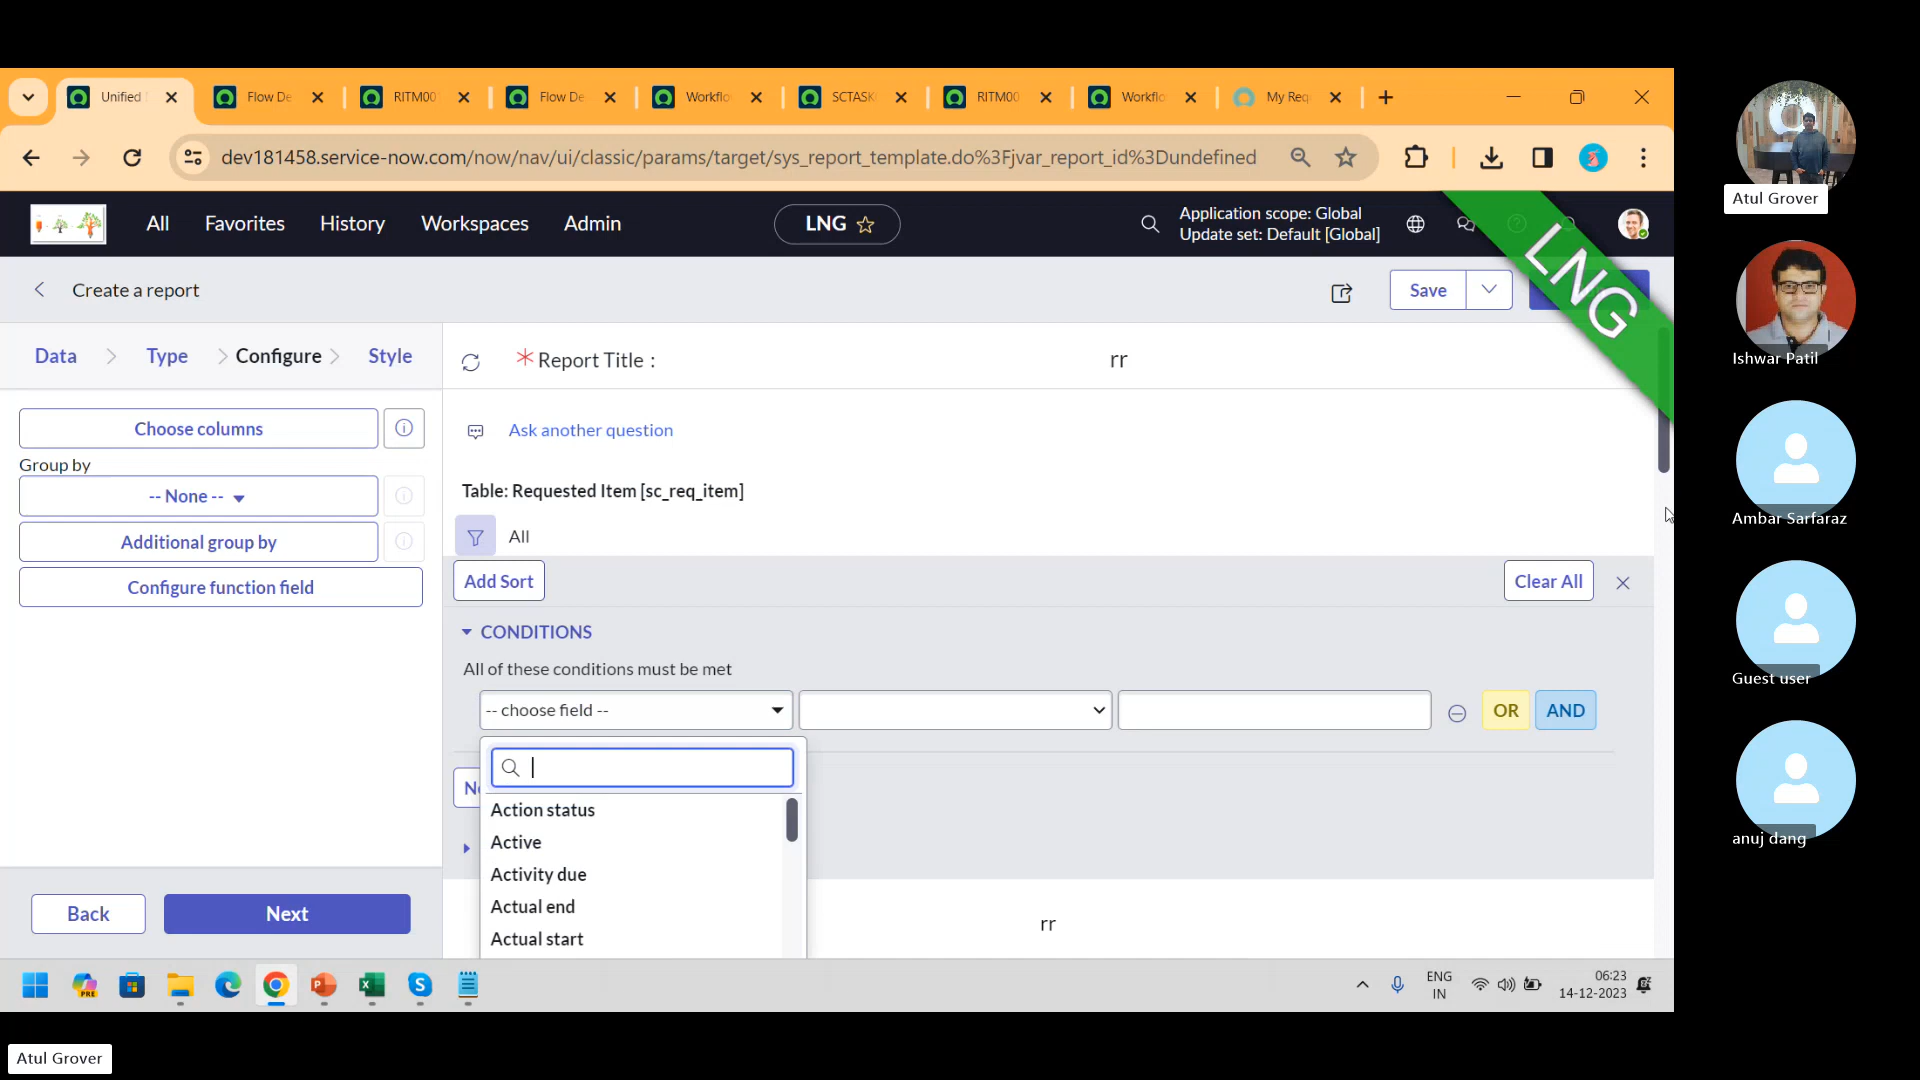 Unified
Flow De
RITM00
Flow De
Workflo
SCTASK
RITM00
Workflo
My Req
dev181458.service-now.com/now/nav/ui/classic/params/target/sys_report_template.do%3Fjvar_report_id%3Dundefined
All
Favorites
History
Workspaces
Admin
LNG
Application scope: Global
Update set: Default [Global]
LNG
Create a report
Save
Data
Type
Configure
Style
* Report Title :
rr
Choose columns
Group by
-- None --
Additional group by
Configure function field
Ask another question
Table: Requested Item [sc_req_item]
All
Add Sort
Clear All
CONDITIONS
All of these conditions must be met
-- choose field --
OR
AND
Action status
Active
Activity due
Actual end
Actual start
rr
Back
Next
PRE
ENG
IN
06:23
14-12-2023
Atul Grover
Ishwar Patil
Ambar Sarfaraz
Guest user
anuj dang
Atul Grover